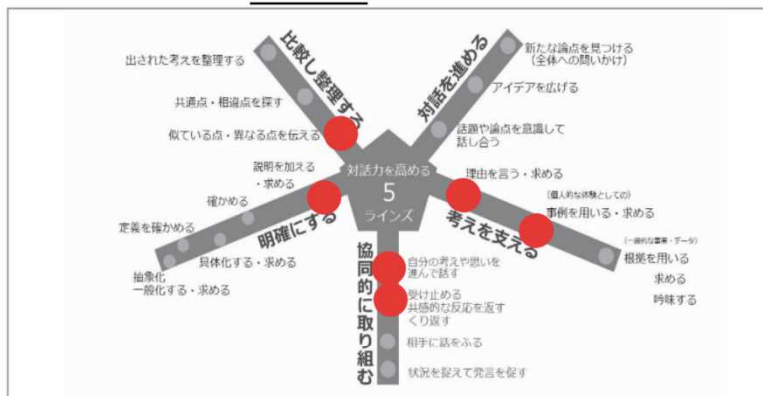 比較し整理する
出された考えを整理する
共通点・相違点を探す
似ている点・異なる点を伝える
対話を進める
新たな論点を見つける
（全体への問いかけ）
アイデアを広げる
話題や論点を意識して
話し合う
対話力を高める
5
ラインズ
説明を加える
・求める
確かめる
定義を確かめる
具体化する・求める
抽象化
一般化する・求める
明確にする
理由を言う・求める
（個人的な体験としての）
事例を用いる・求める
（一般的な事実・データ）
根拠を用いる
求める
吟味する
考えを支える
協同的に取り組む
自分の考えや思いを
進んで話す
受け止める
共感的な反応を返す
くり返す
相手に話をふる
状況を捉えて発言を促す